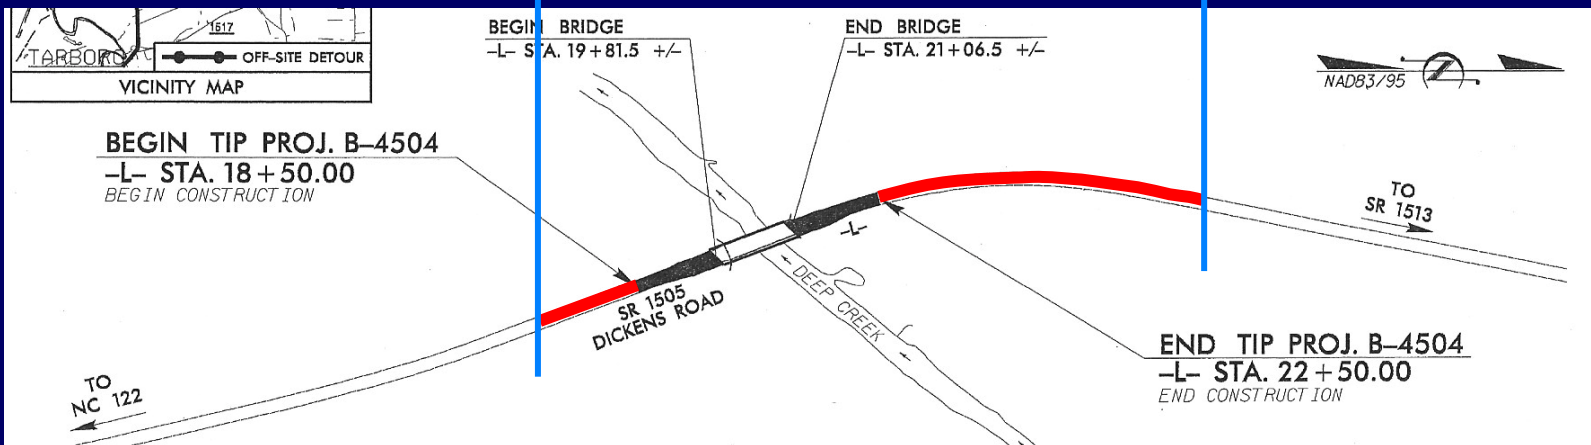 1517
TARBORO
OFF-SITE DETOUR
VICINITY MAP
BEGIN BRIDGE
-L- STA. 19+81.5 +/-
END BRIDGE
-L- STA. 21+06.5 +/-
NAD83/95
BEGIN TIP PROJ. B-4504
-L- STA. 18+50.00
BEGIN CONSTRUCTION
TO
SR 1513
-L-
DEEP CREEK
SR 1505
DICKENS ROAD
TO
NC 122
END TIP PROJ. B-4504
-L- STA. 22+50.00
END CONSTRUCTION